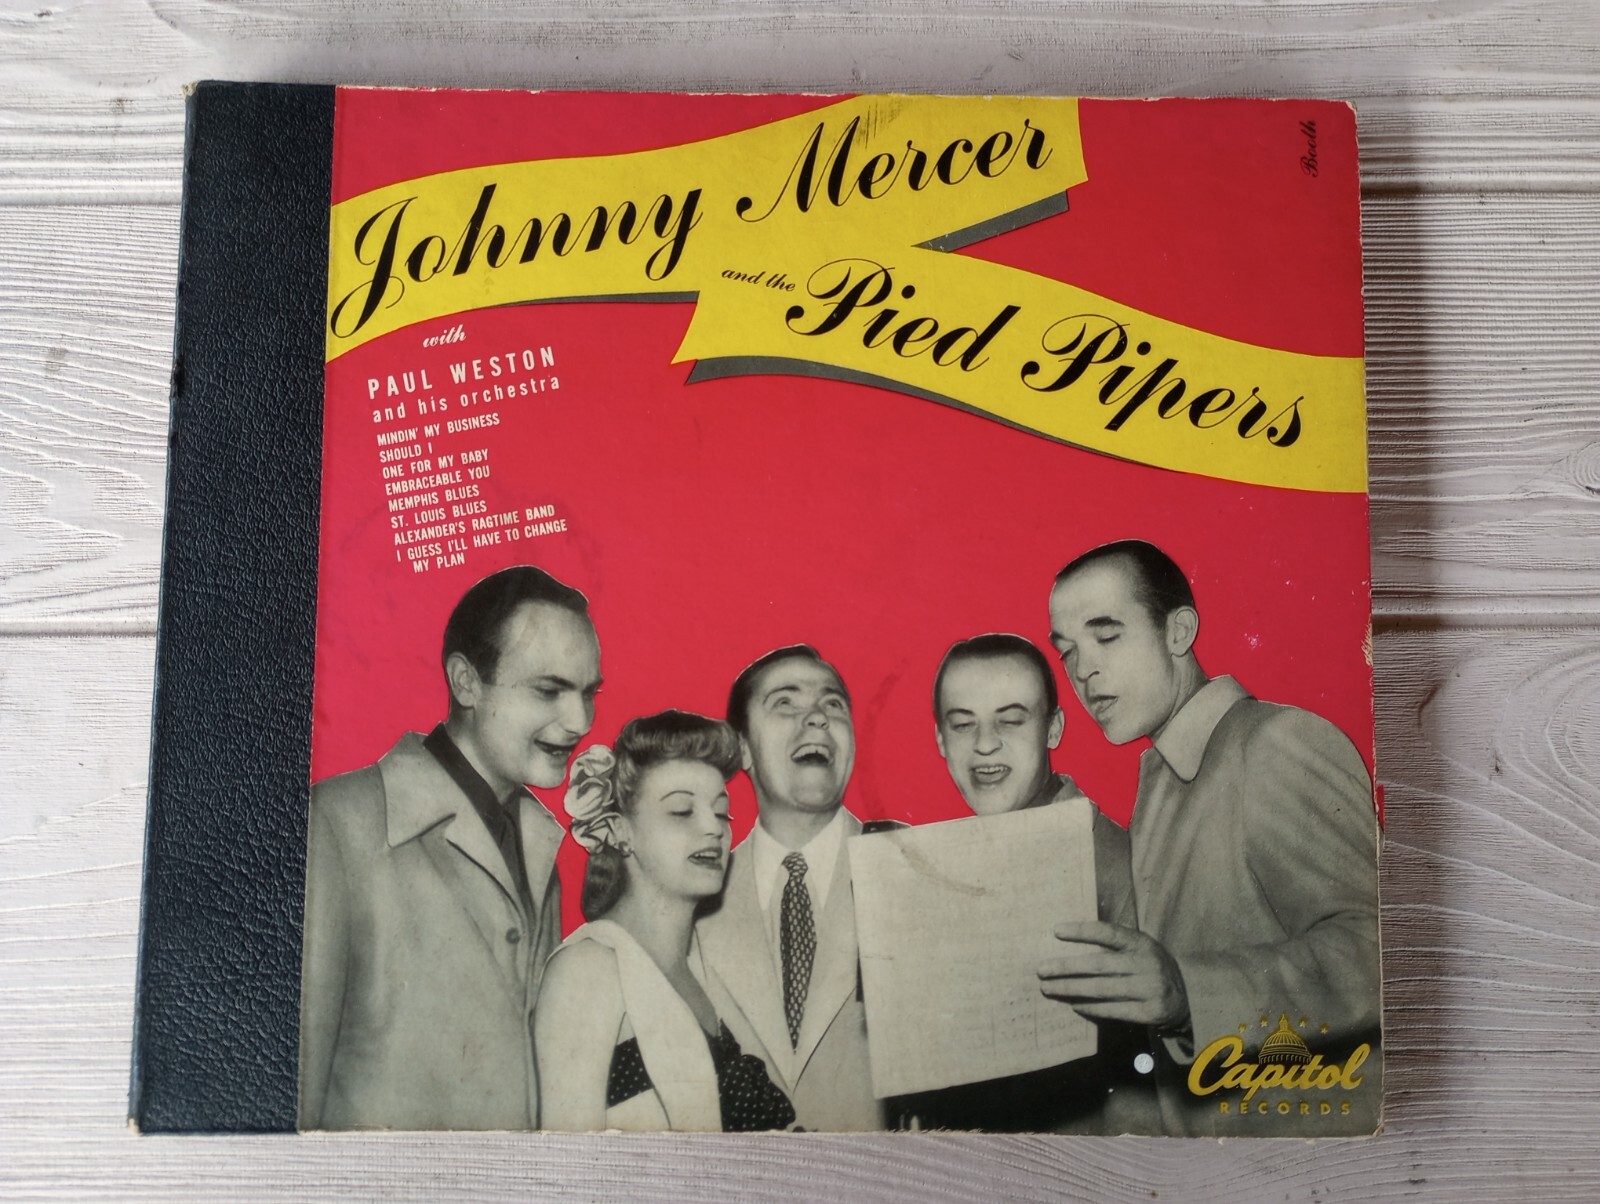 Booth
Johnny Mercer
and the Pied Pipers
with
PAUL WESTON
and his orchestra
MINDIN' MY BUSINESS
SHOULD I
ONE FOR MY BABY
EMBRACEABLE YOU
MEMPHIS BLUES
ST. LOUIS BLUES
ALEXANDER'S RAGTIME BAND
I GUESS I'LL HAVE TO CHANGE
MY PLAN
Capitol
RECORDS